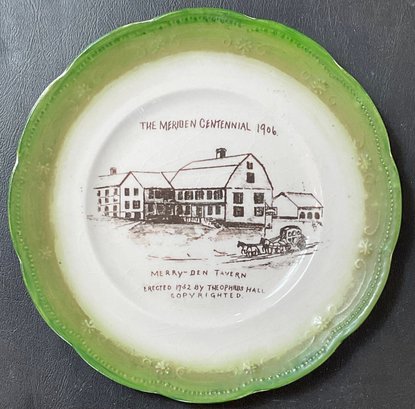 THE MERIDEN CENTENNIAL 1906.
MERRY-DEN TAVERN
ERECTED 1762 BY THEOPHILUS HALL
COPYRIGHTED.